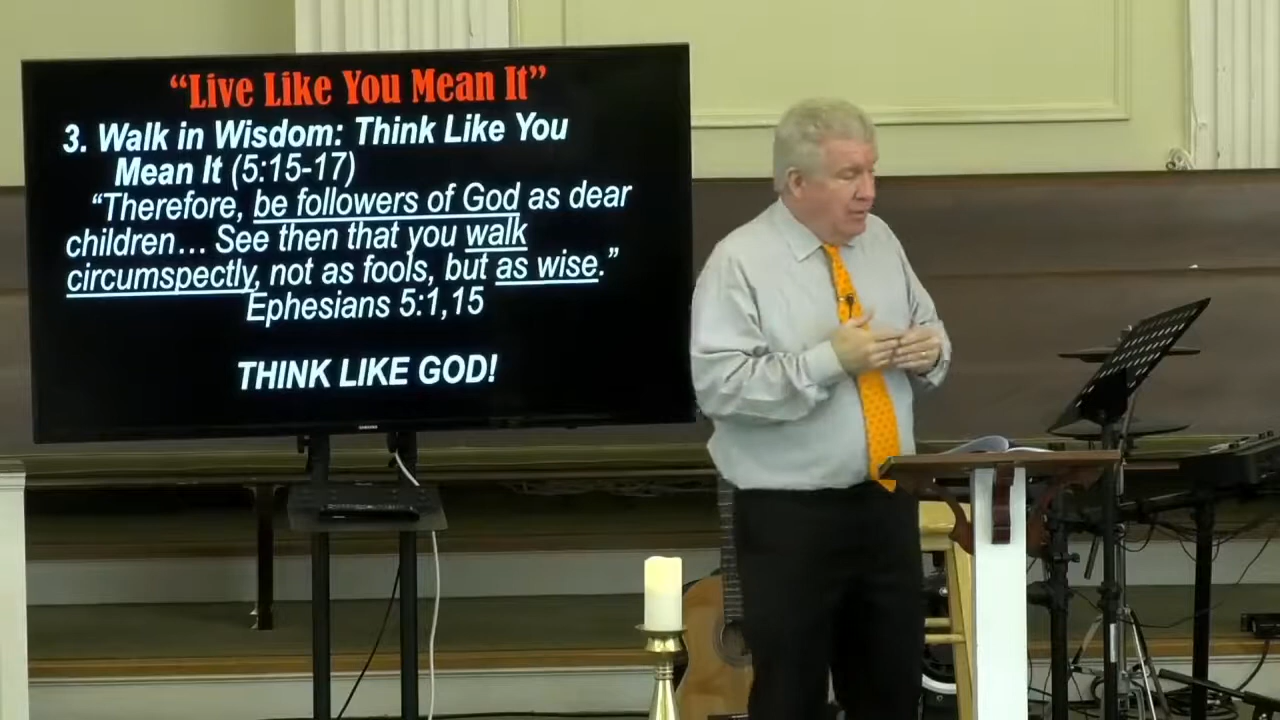 “Live Like You Mean It”
3. Walk in Wisdom: Think Like You
Mean It (5:15-17)
“Therefore, be followers of God as dear
children... See then that you walk
circumspectly, not as fools, but as wise.”
Ephesians 5:1,15
THINK LIKE GOD!
SAMSUNG